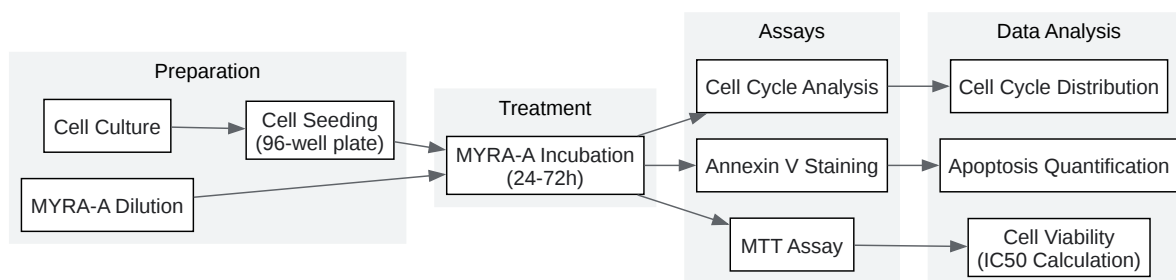 Preparation
Cell Culture
Cell Seeding
(96-well plate)
MYRA-A Dilution
Treatment
MYRA-A Incubation
(24-72h)
Assays
Cell Cycle Analysis
Annexin V Staining
MTT Assay
Data Analysis
Cell Cycle Distribution
Apoptosis Quantification
Cell Viability
(IC50 Calculation)